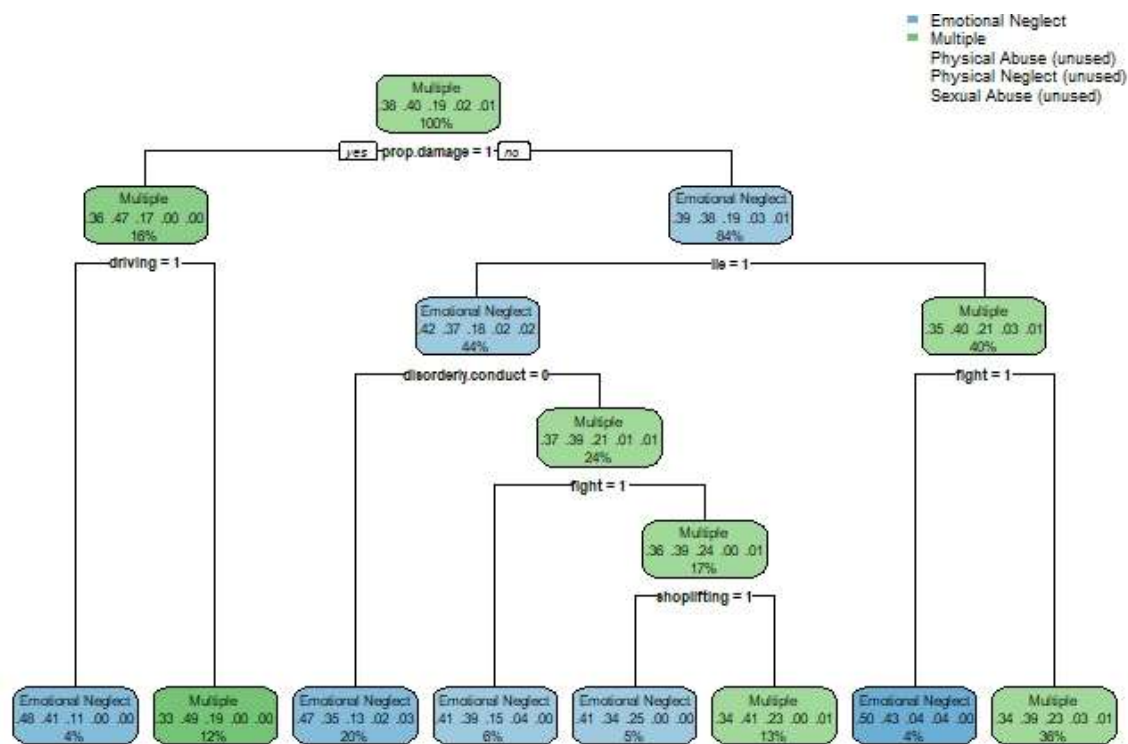 Emotional Neglect
Multiple
Physical Abuse (unused)
Physical Neglect (unused)
Sexual Abuse (unused)
Multiple
.38 .40 .19 .02 .01
100%
yes prop.damage = 1 no
Multiple
.36 .47 .17 .00 .00
16%
Emotional Neglect
.39 .38 .19 .03 .01
84%
driving = 1
lie = 1
Emotional Neglect
.42 .37 .18 .02 .02
44%
Multiple
.35 .40 .21 .03 .01
40%
disorderly.conduct = 0
fight = 1
Multiple
.37 .39 .21 .01 .01
24%
fight = 1
Multiple
.36 .39 .24 .00 .01
17%
shoplifting = 1
Emotional Neglect
.48 .41 .11 .00 .00
4%
Multiple
.33 .49 .19 .00 .00
12%
Emotional Neglect
.47 .35 .13 .02 .03
20%
Emotional Neglect
.41 .39 .15 .04 .00
6%
Emotional Neglect
.41 .34 .25 .00 .00
5%
Multiple
.34 .41 .23 .00 .01
13%
Emotional Neglect
.50 .43 .04 .04 .00
4%
Multiple
.34 .39 .23 .03 .01
36%